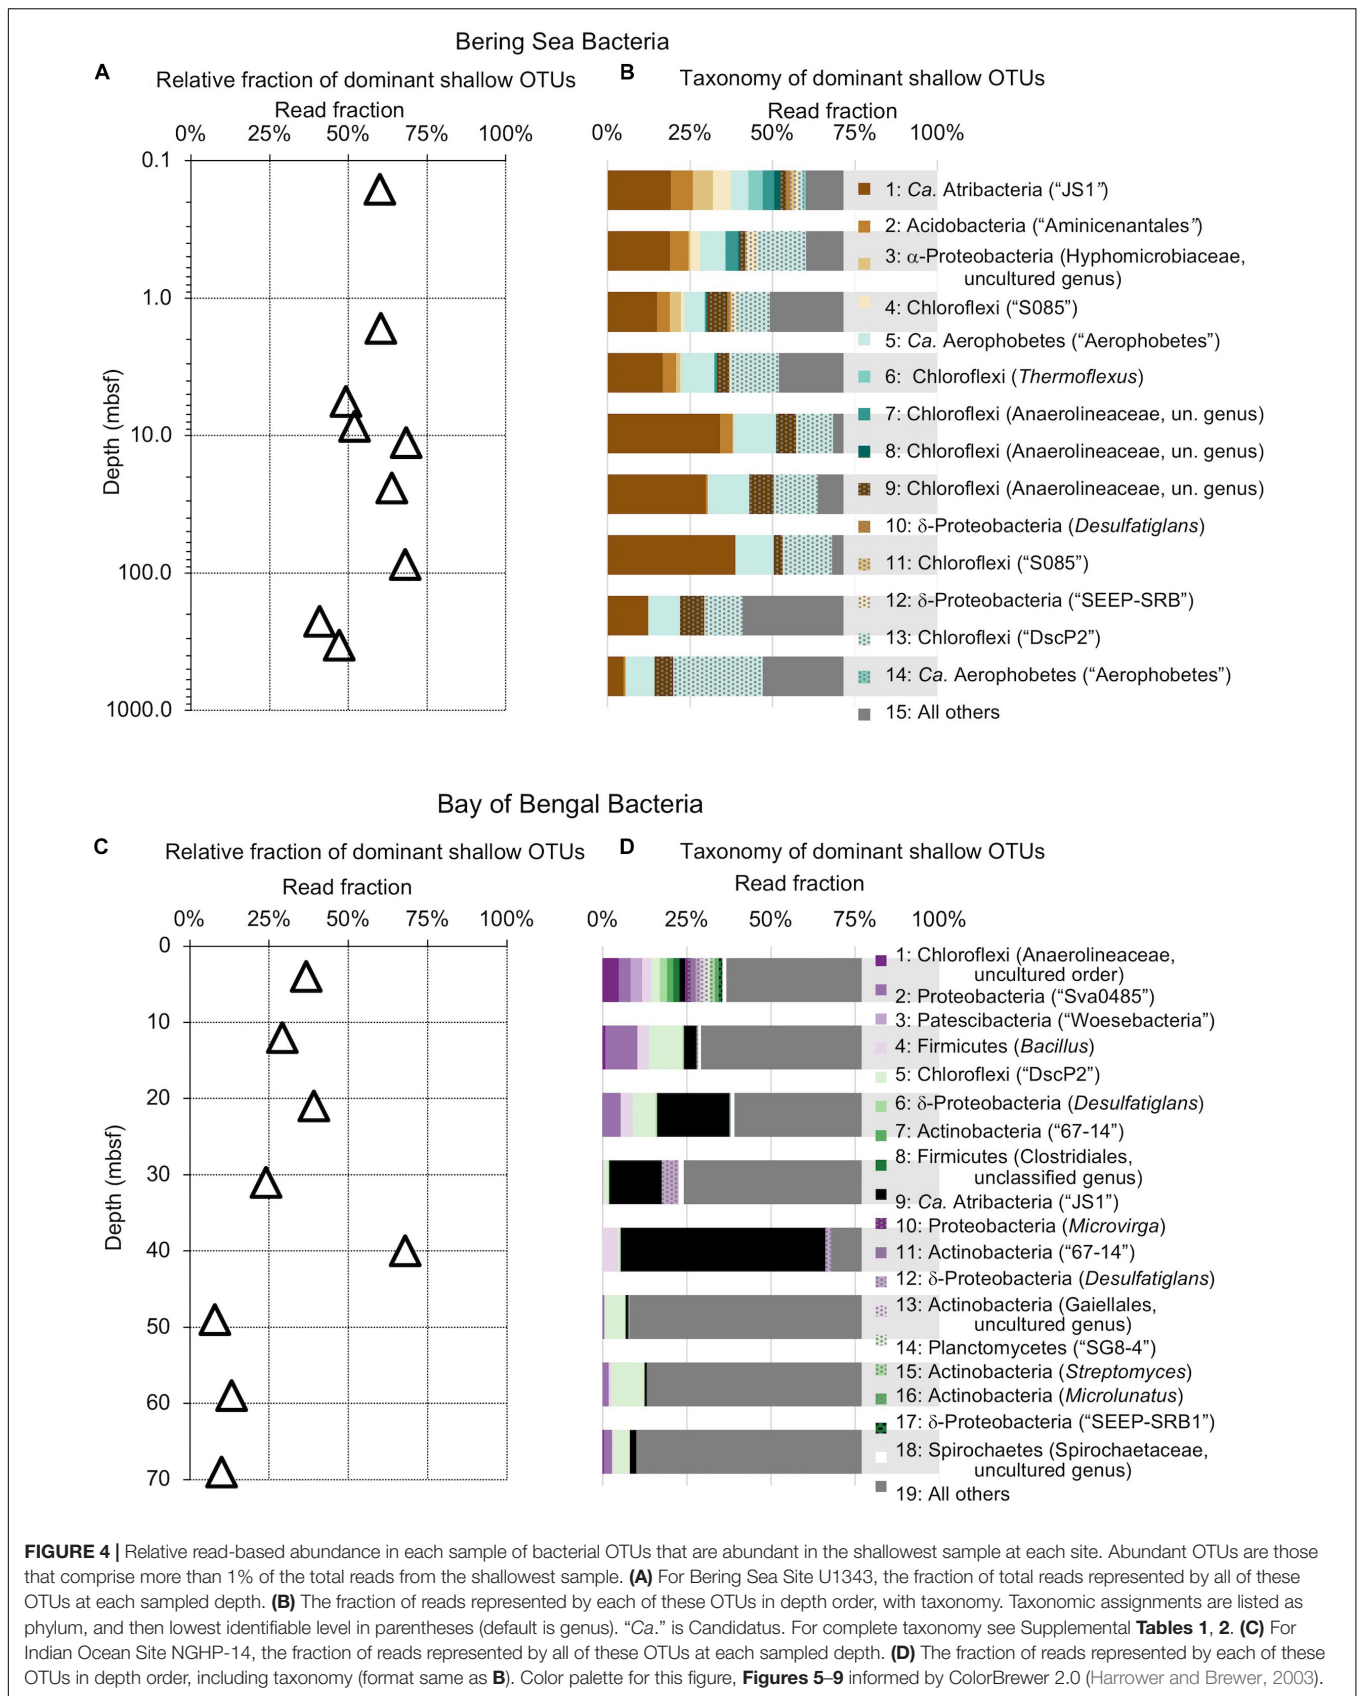 Bering Sea Bacteria
A
Relative fraction of dominant shallow OTUs
Read fraction
0% 25% 50% 75% 100%
0.1
1.0
10.0
100.0
1000.0
Depth (mbsf)
B
Taxonomy of dominant shallow OTUs
Read fraction
0% 25% 50% 75% 100%
1: Ca. Atribacteria (“JS1”)
2: Acidobacteria (“Aminicenantales”)
3: α-Proteobacteria (Hyphomicrobiaceae,
uncultured genus)
4: Chloroflexi (“S085”)
5: Ca. Aerophobetes (“Aerophobetes”)
6: Chloroflexi (Thermoflexus)
7: Chloroflexi (Anaerolineaceae, un. genus)
8: Chloroflexi (Anaerolineaceae, un. genus)
9: Chloroflexi (Anaerolineaceae, un. genus)
10: δ-Proteobacteria (Desulfatiglans)
11: Chloroflexi (“S085”)
12: δ-Proteobacteria (“SEEP-SRB”)
13: Chloroflexi (“DscP2”)
14: Ca. Aerophobetes (“Aerophobetes”)
15: All others
Bay of Bengal Bacteria
C
Relative fraction of dominant shallow OTUs
Read fraction
0% 25% 50% 75% 100%
0
10
20
30
40
50
60
70
Depth (mbsf)
D
Taxonomy of dominant shallow OTUs
Read fraction
0% 25% 50% 75% 100%
1: Chloroflexi (Anaerolineaceae,
uncultured order)
2: Proteobacteria (“Sva0485”)
3: Patescibacteria (“Woesebacteria”)
4: Firmicutes (Bacillus)
5: Chloroflexi (“DscP2”)
6: δ-Proteobacteria (Desulfatiglans)
7: Actinobacteria (“67-14”)
8: Firmicutes (Clostridiales,
unclassified genus)
9: Ca. Atribacteria (“JS1”)
10: Proteobacteria (Microvirga)
11: Actinobacteria (“67-14”)
12: δ-Proteobacteria (Desulfatiglans)
13: Actinobacteria (Gaiellales,
uncultured genus)
14: Planctomycetes (“SG8-4”)
15: Actinobacteria (Streptomyces)
16: Actinobacteria (Microlunatus)
17: δ-Proteobacteria (“SEEP-SRB1”)
18: Spirochaetes (Spirochaetaceae,
uncultured genus)
19: All others
FIGURE 4 | Relative read-based abundance in each sample of bacterial OTUs that are abundant in the shallowest sample at each site. Abundant OTUs are those
that comprise more than 1% of the total reads from the shallowest sample. (A) For Bering Sea Site U1343, the fraction of total reads represented by all of these
OTUs at each sampled depth. (B) The fraction of reads represented by each of these OTUs in depth order, with taxonomy. Taxonomic assignments are listed as
phylum, and then lowest identifiable level in parentheses (default is genus). “Ca.” is Candidatus. For complete taxonomy see Supplemental Tables 1, 2. (C) For
Indian Ocean Site NGHP-14, the fraction of reads represented by all of these OTUs at each sampled depth. (D) The fraction of reads represented by each of these
OTUs in depth order, including taxonomy (format same as B). Color palette for this figure, Figures 5–9 informed by ColorBrewer 2.0 (Harrower and Brewer, 2003).